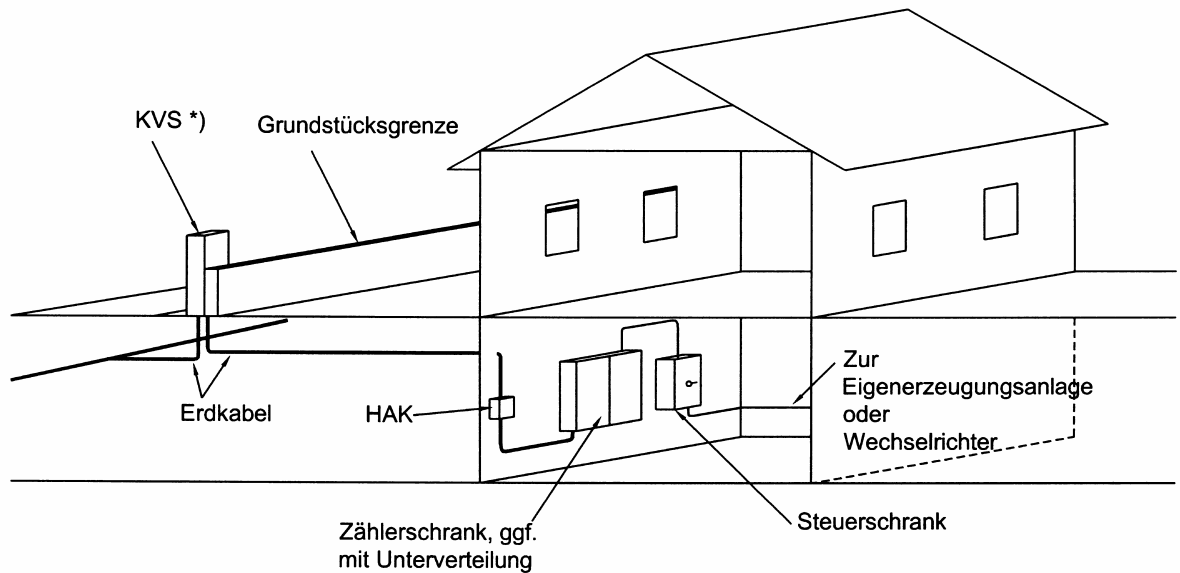 KVS *)
Grundstücksgrenze
Erdkabel
HAK
Zur
Eigenerzeugungsanlage
oder
Wechselrichter
Zählerschrank, ggf.
mit Unterverteilung
Steuerschrank